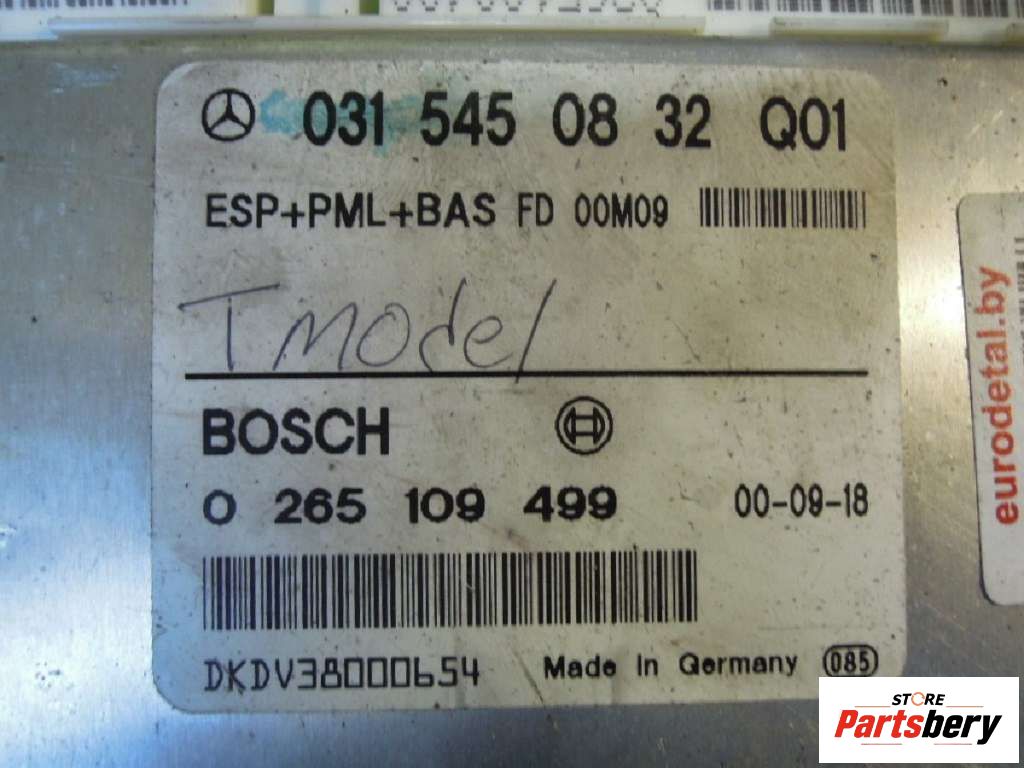 031 545 08 32 Q01
ESP+PML+BAS FD 00M09
T Model
BOSCH
0 265 109 499 00-09-18
DKDV38000654 Made in Germany 085
eurodetal.by
STORE
Partsbery